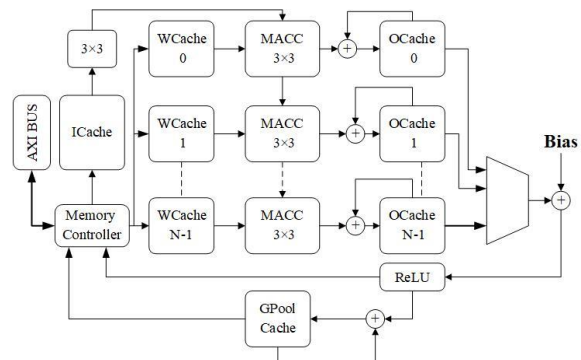 3×3
WCache
0
MACC
3×3
+
OCache
0
AXI BUS
ICache
WCache
1
MACC
3×3
+
OCache
1
Bias
Memory
Controller
WCache
N-1
MACC
3×3
+
OCache
N-1
+
ReLU
GPool
Cache
+